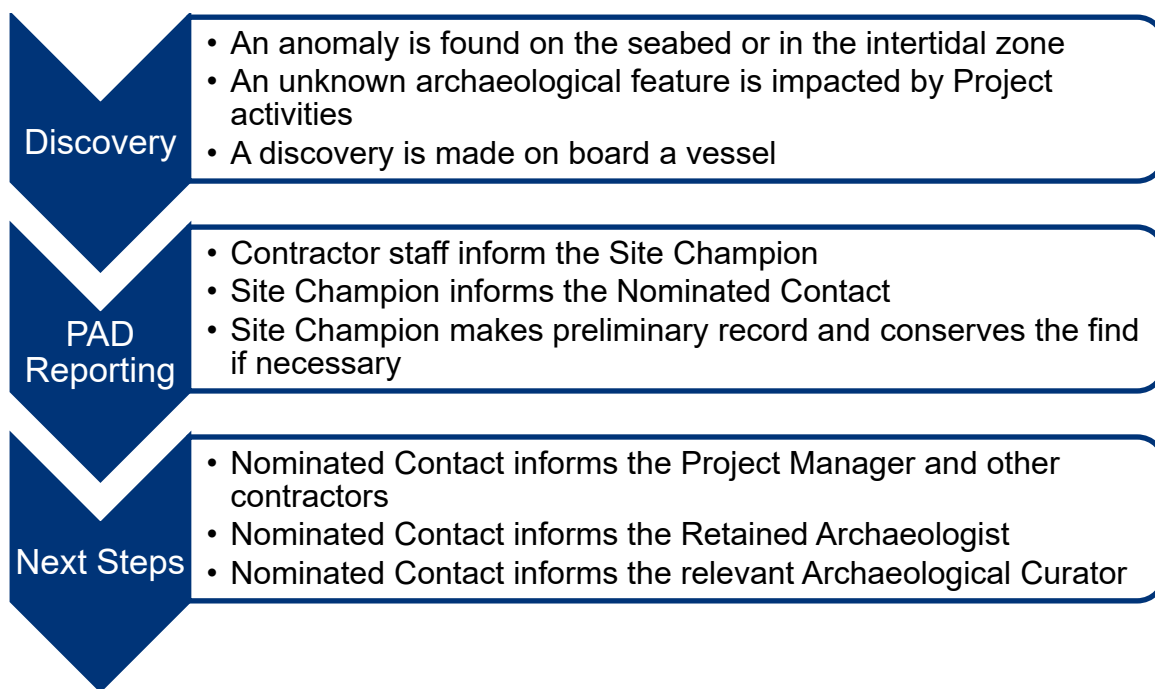 Discovery
• An anomaly is found on the seabed or in the intertidal zone
• An unknown archaeological feature is impacted by Project
activities
• A discovery is made on board a vessel
PAD
Reporting
• Contractor staff inform the Site Champion
• Site Champion informs the Nominated Contact
• Site Champion makes preliminary record and conserves the find
if necessary
Next Steps
• Nominated Contact informs the Project Manager and other
contractors
• Nominated Contact informs the Retained Archaeologist
• Nominated Contact informs the relevant Archaeological Curator